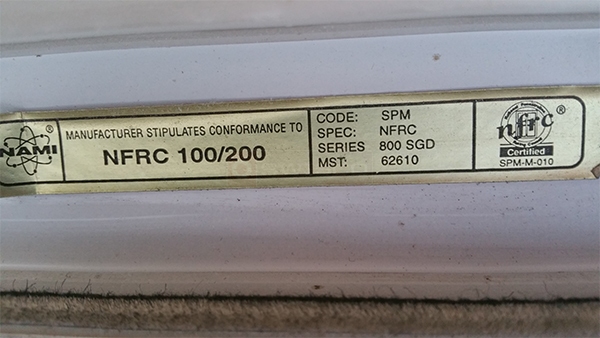 NAMI ®
MANUFACTURER STIPULATES CONFORMANCE TO
NFRC 100/200
CODE: SPM
SPEC: NFRC
SERIES 800 SGD
MST: 62610
nfrc ®
Certified
SPM-M-010